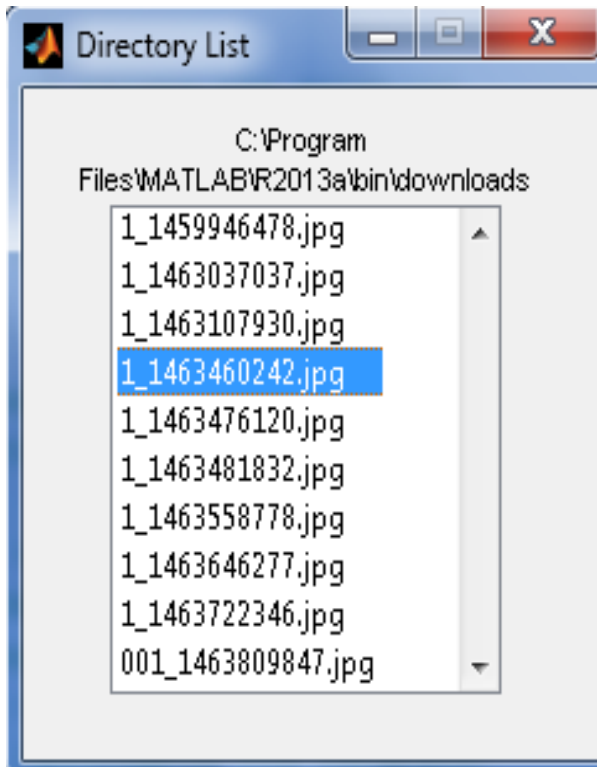 Directory List
C:\Program
Files\MATLAB\R2013a\bin\downloads
1_1459946478.jpg
1_1463037037.jpg
1_1463107930.jpg
1_1463460242.jpg
1_1463476120.jpg
1_1463481832.jpg
1_1463558778.jpg
1_1463646277.jpg
1_1463722346.jpg
001_1463809847.jpg